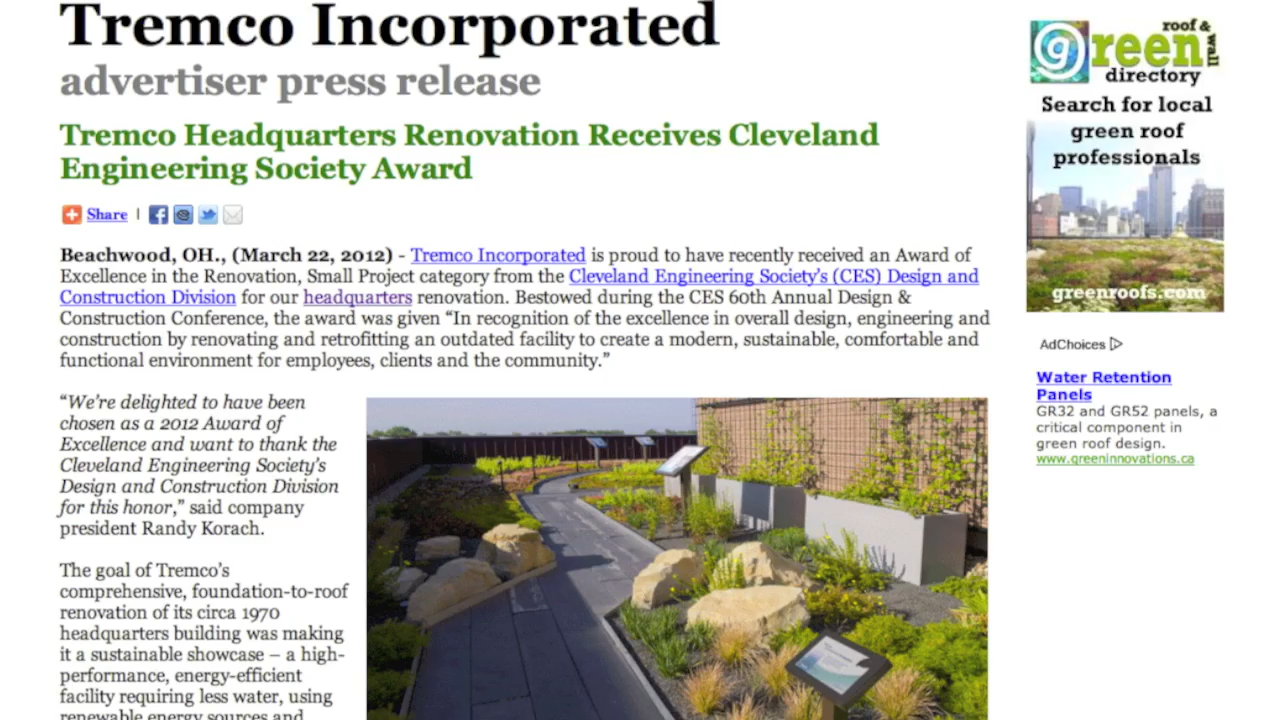 Tremco Incorporated
advertiser press release
Tremco Headquarters Renovation Receives Cleveland
Engineering Society Award
Share |
Beachwood, OH., (March 22, 2012) - Tremco Incorporated is proud to have recently received an Award of
Excellence in the Renovation, Small Project category from the Cleveland Engineering Society's (CES) Design and
Construction Division for our headquarters renovation. Bestowed during the CES 60th Annual Design &
Construction Conference, the award was given “In recognition of the excellence in overall design, engineering and
construction by renovating and retrofitting an outdated facility to create a modern, sustainable, comfortable and
functional environment for employees, clients and the community.”
“We're delighted to have been
chosen as a 2012 Award of
Excellence and want to thank the
Cleveland Engineering Society's
Design and Construction Division
for this honor,” said company
president Randy Korach.
The goal of Tremco's
comprehensive, foundation-to-roof
renovation of its circa 1970
headquarters building was making
it a sustainable showcase – a high-
performance, energy-efficient
facility requiring less water, using
renewable energy sources and
green roof & wall
directory
Search for local
green roof
professionals
greenroofs.com
AdChoices
Water Retention
Panels
GR32 and GR52 panels, a
critical component in
green roof design.
www.greeninnovations.ca